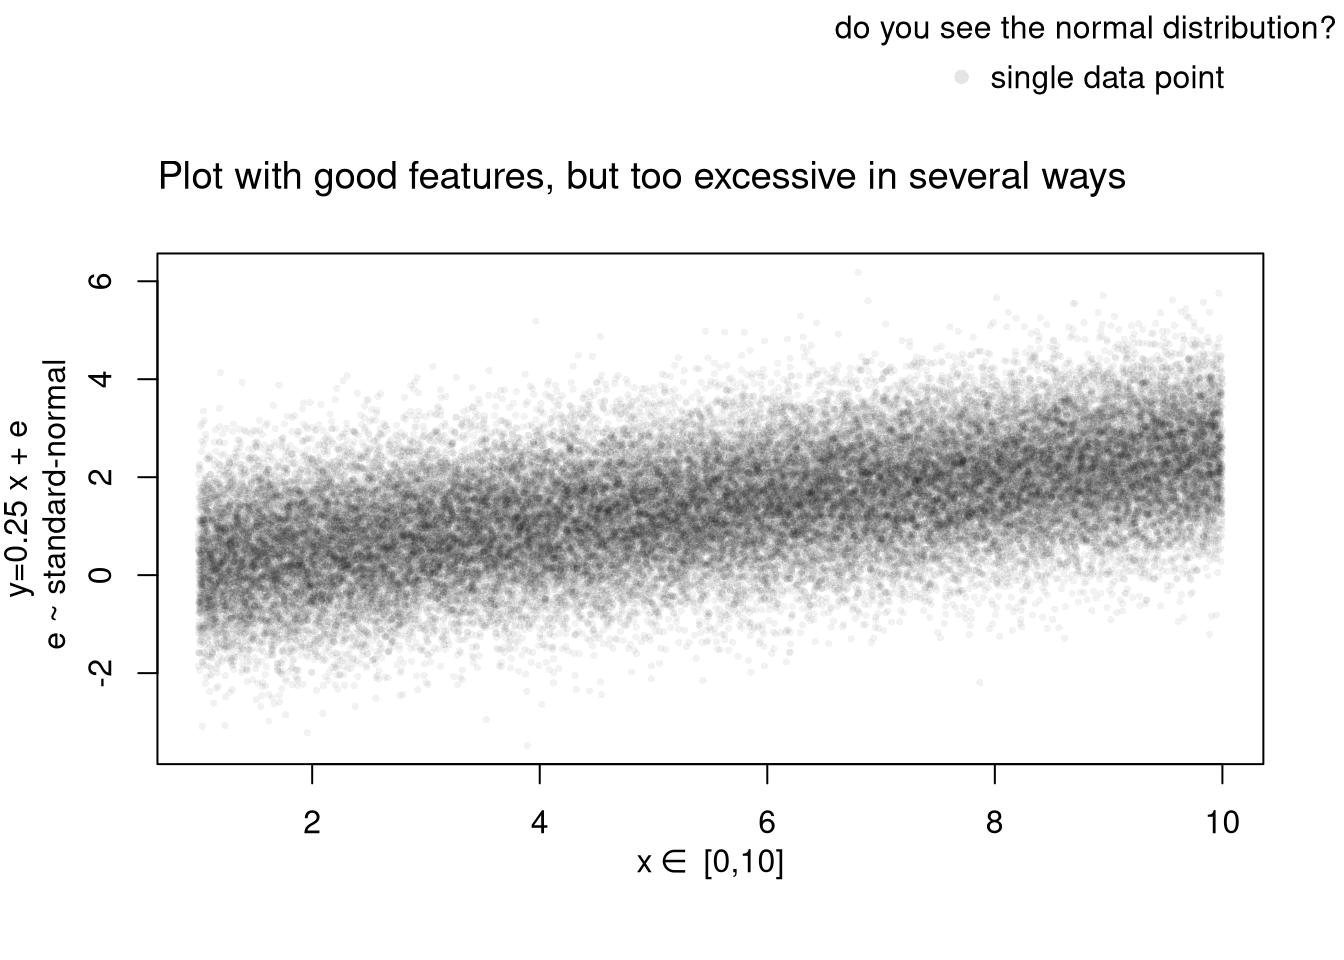 do you see the normal distribution?
single data point
Plot with good features, but too excessive in several ways
y=0.25 x + e
e ~ standard-normal
6
4
2
0
-2
2 4 6 8 10
x ∈ [0,10]